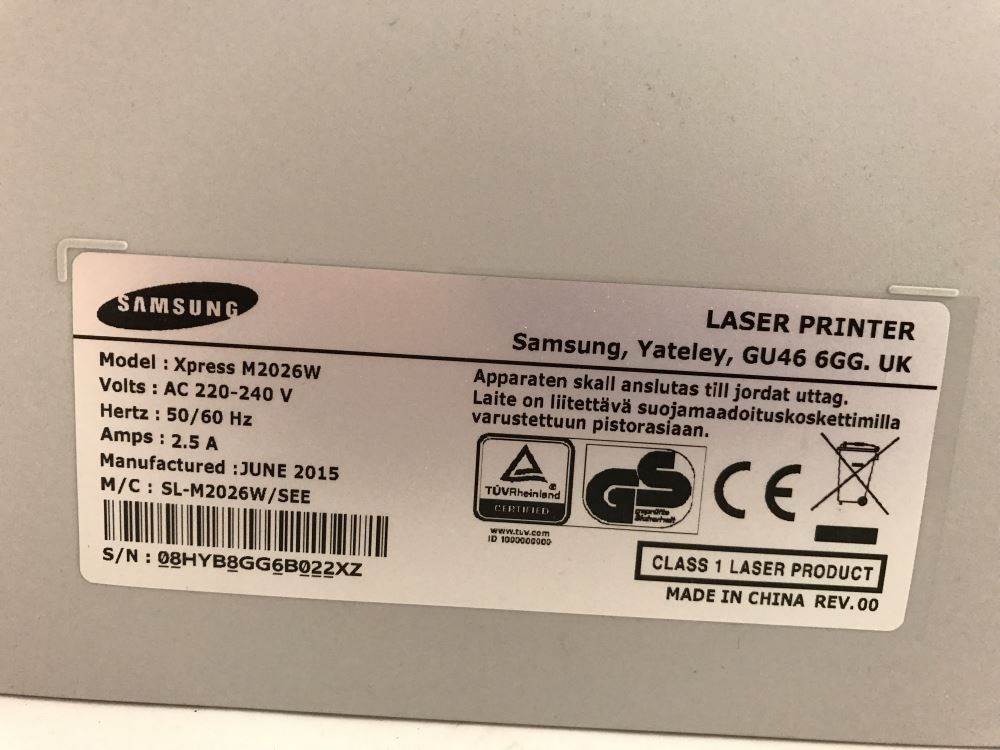 SAMSUNG
LASER PRINTER
Samsung, Yateley, GU46 6GG. UK
Model : Xpress M2026W
Volts : AC 220-240 V
Hertz : 50/60 Hz
Amps : 2.5 A
Manufactured :JUNE 2015
M/C : SL-M2026W/SEE
S/N : 08HYB8GG6B022XZ
Apparaten skall anslutas till jordat uttag.
Laite on liitettävä suojamaadoituskoskettimilla
varustettuun pistorasiaan.
TÜVRheinland
CERTIFIED
www.tuv.com
ID 1000000000
GS
geprüfte
Sicherheit
CE
CLASS 1 LASER PRODUCT
MADE IN CHINA REV.00